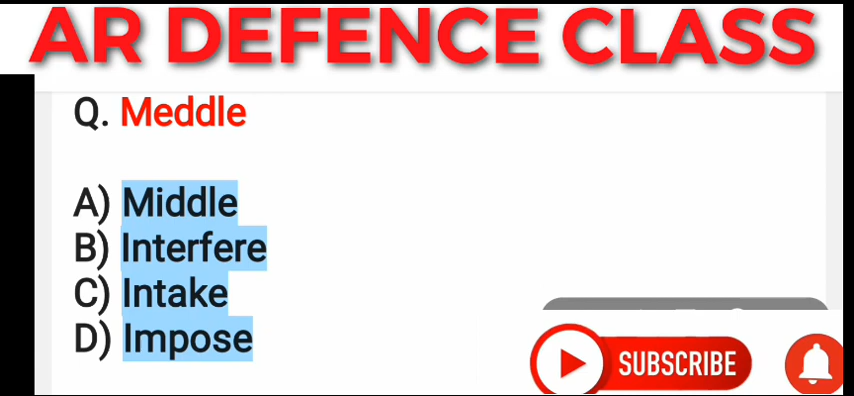 AR DEFENCE CLASS
Q. Meddle
A) Middle
B) Interfere
C) Intake
D) Impose
SUBSCRIBE